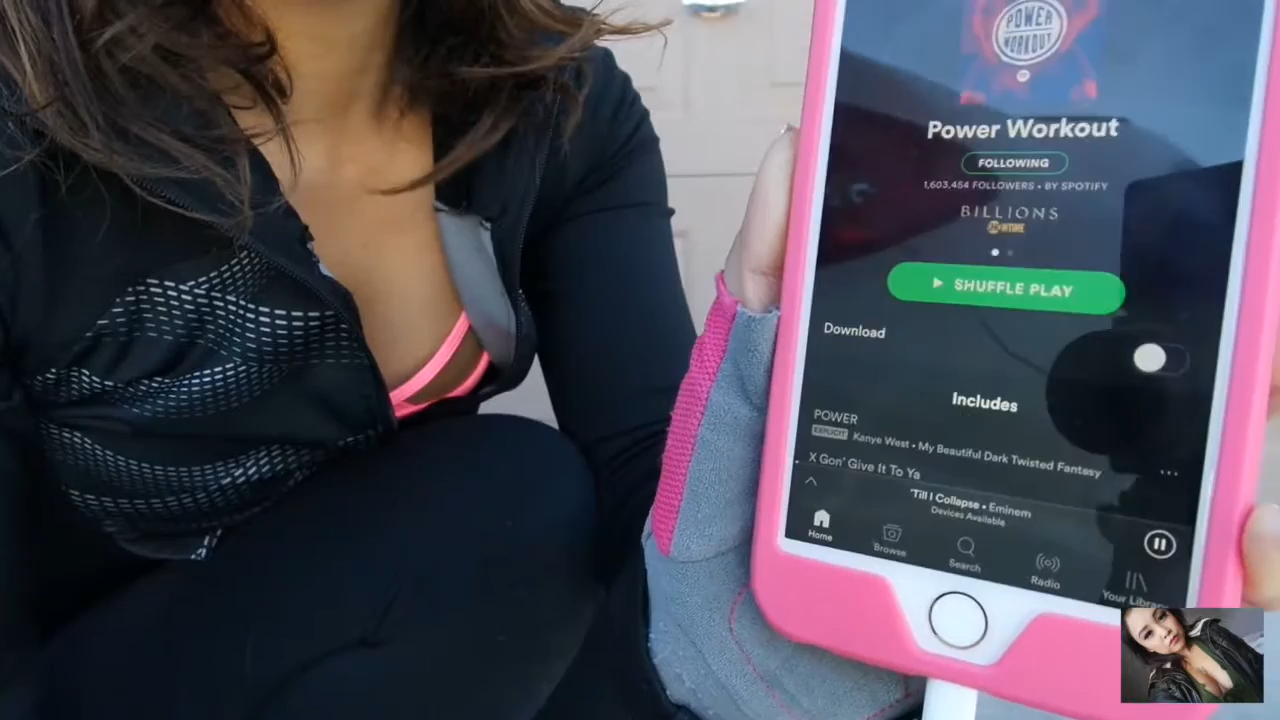 POWER
WORKOUT
Power Workout
FOLLOWING
1,603,454 FOLLOWERS • BY SPOTIFY
BILLIONS
SHOWTIME
SHUFFLE PLAY
Download
Includes
POWER
EXPLICIT Kanye West • My Beautiful Dark Twisted Fantasy
X Gon' Give It To Ya
'Till I Collapse • Eminem
Devices Available
Home
Browse
Search
Radio
Your Library